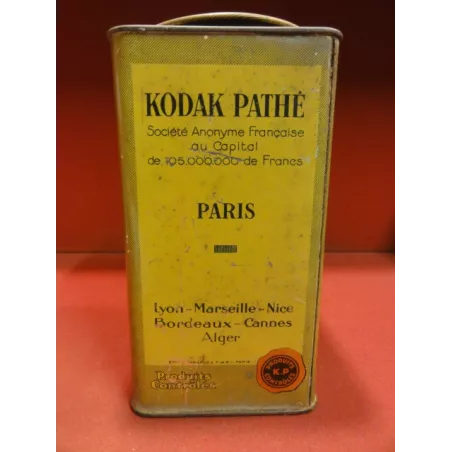 KODAK PATHÉ
Société Anonyme Française
au Capital
de 105.000.000 de Francs
PARIS
Lyon-Marseille-Nice
Bordeaux-Cannes
Alger
Produits
Contrôlés
K.P